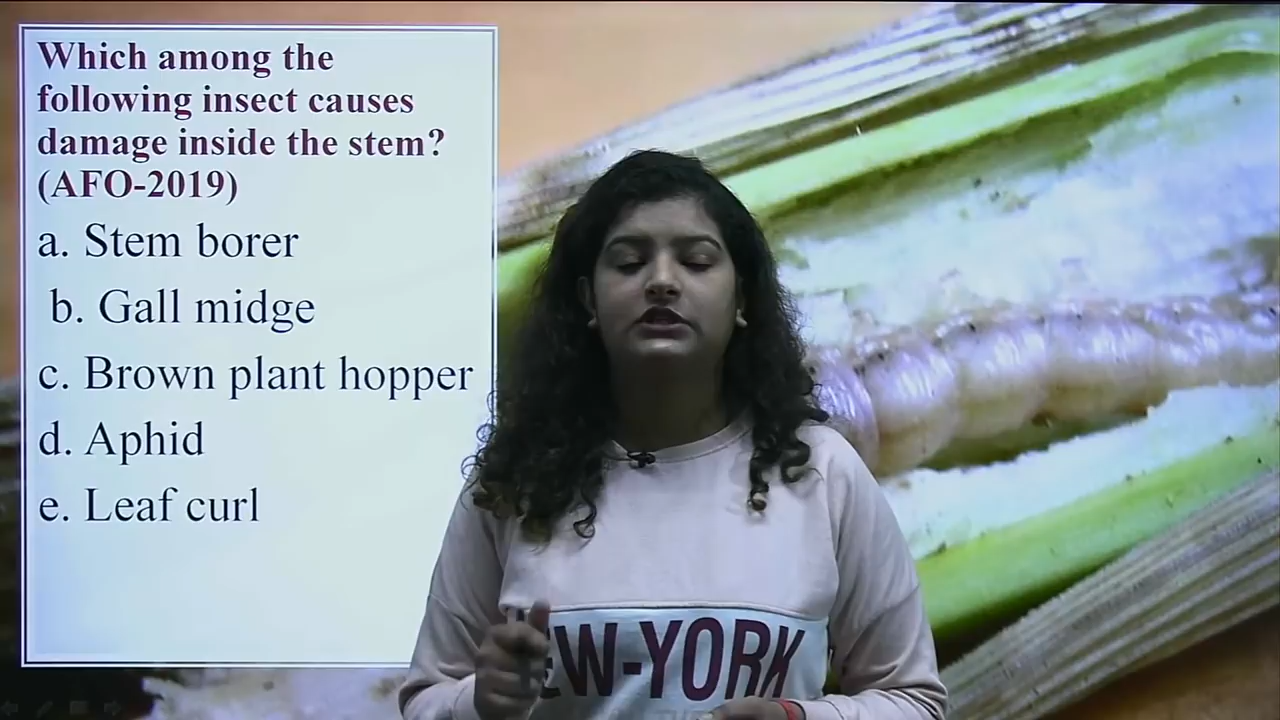 Which among the
following insect causes
damage inside the stem?
(AFO-2019)
a. Stem borer
b. Gall midge
c. Brown plant hopper
d. Aphid
e. Leaf curl
EW-YORK